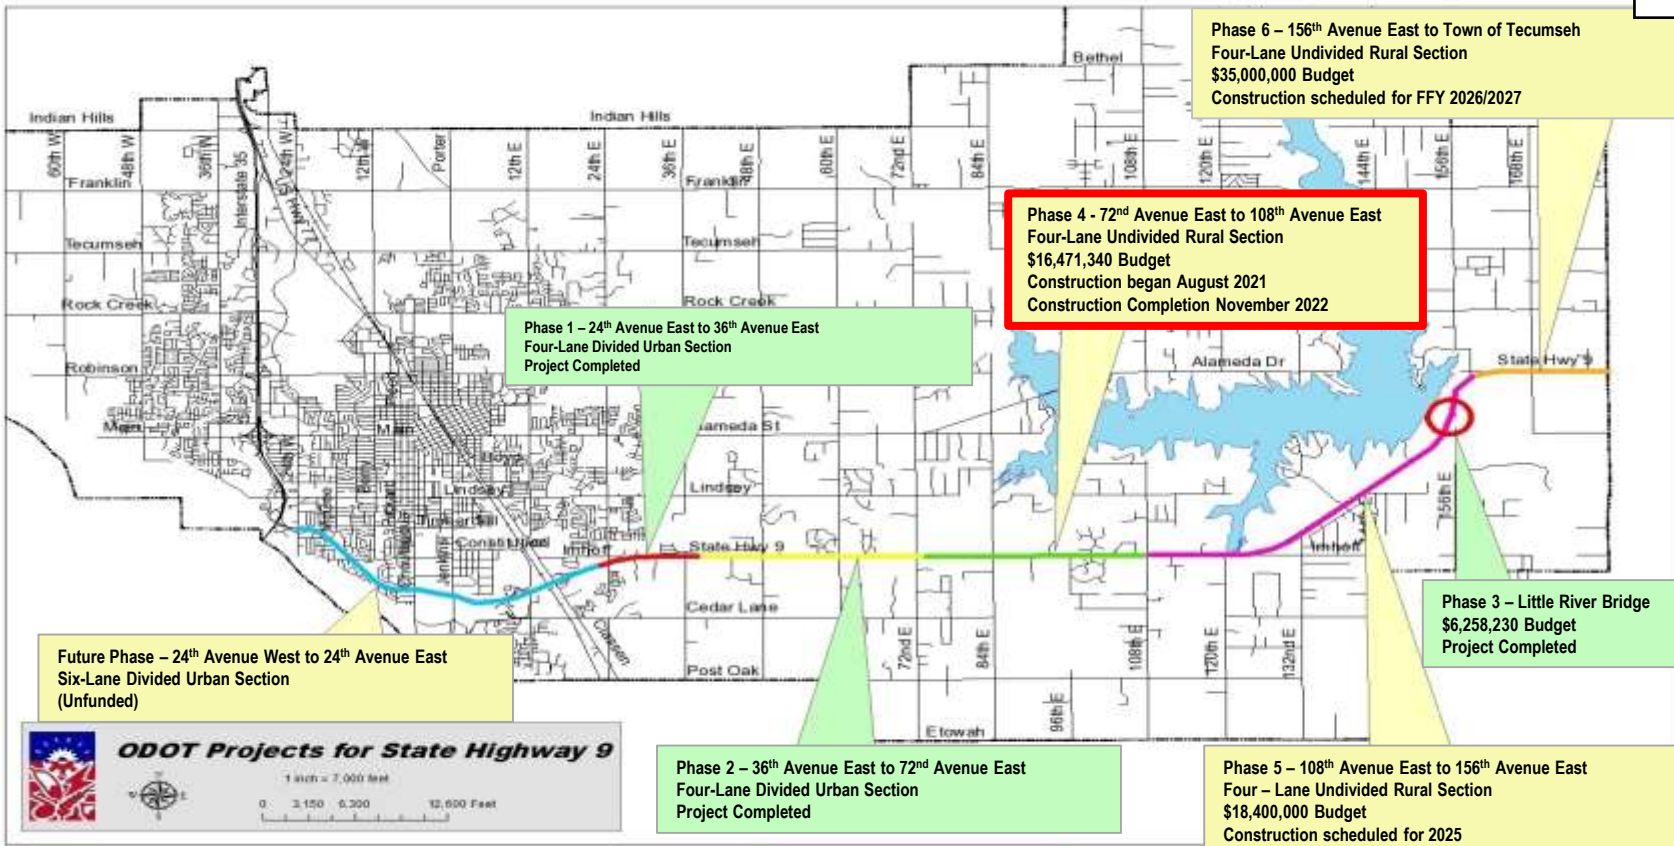 Phase 6 – 156th Avenue East to Town of Tecumseh
Four-Lane Undivided Rural Section
$35,000,000 Budget
Construction scheduled for FFY 2026/2027
Bethel
Indian Hills
Indian Hills
60th W
48th W
36th W
Interstate 35
24th W
US Hwy 77
12th W
Porter
12th E
24th E
36th E
48th E
60th E
72nd E
84th E
108th E
120th E
144th E
156th E
168th E
Franklin
Franklin
Phase 4 - 72nd Avenue East to 108th Avenue East
Four-Lane Undivided Rural Section
$16,471,340 Budget
Construction began August 2021
Construction Completion November 2022
Tecumseh
Tecumseh
Rock Creek
Rock Creek
Phase 1 – 24th Avenue East to 36th Avenue East
Four-Lane Divided Urban Section
Project Completed
Robinson
Alameda Dr
State Hwy 9
Main
Main
Alameda St
Boyd
Berry
Lindsey
Lindsey
156th E
Timberdell
Constitution
Imhoff
State Hwy 9
Imhoff
Chautauqua
Jenkins
Cedar Lane
Classen
Phase 3 – Little River Bridge
$6,258,230 Budget
Project Completed
72nd E
84th E
108th E
120th E
132nd E
Future Phase – 24th Avenue West to 24th Avenue East
Six-Lane Divided Urban Section
(Unfunded)
Post Oak
96th E
Etowah
ODOT Projects for State Highway 9
1 inch = 7,000 feet
0 3,150 6,300 12,600 Feet
Phase 2 – 36th Avenue East to 72nd Avenue East
Four-Lane Divided Urban Section
Project Completed
Phase 5 – 108th Avenue East to 156th Avenue East
Four – Lane Undivided Rural Section
$18,400,000 Budget
Construction scheduled for 2025